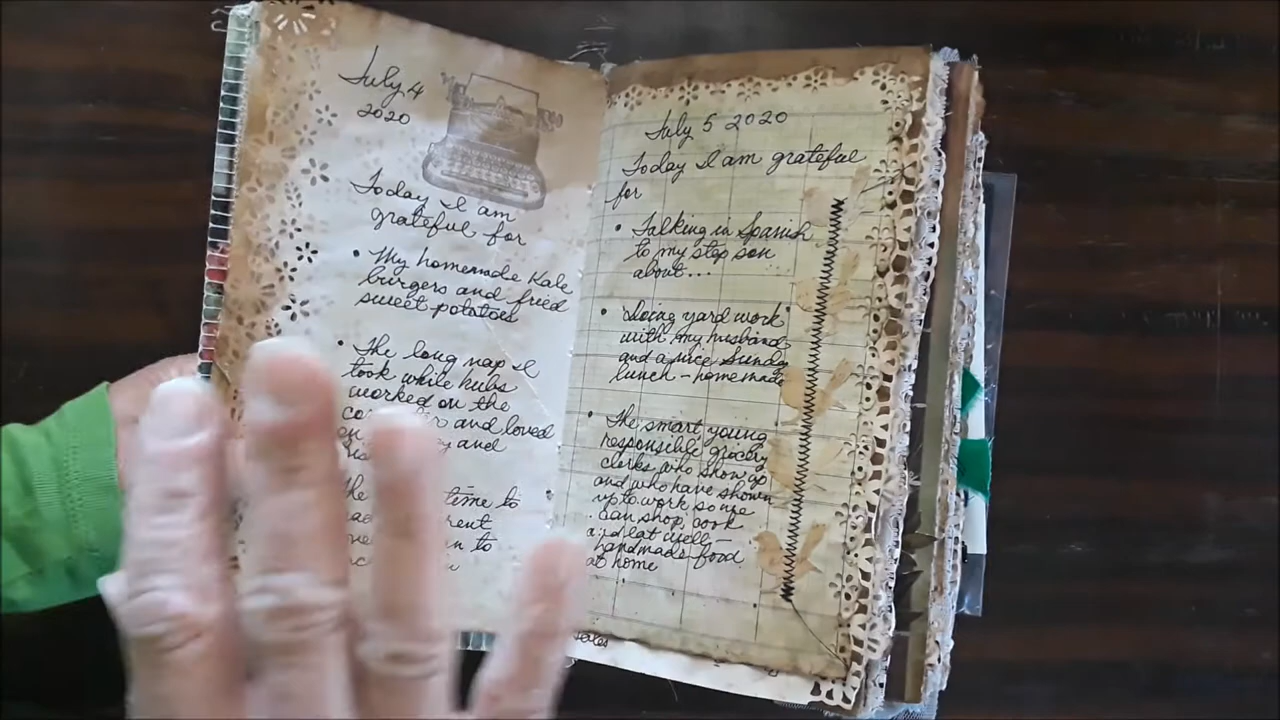 July 4
2020
Today I am
grateful for
• My homemade Kale
burgers and fried
sweet potatoes
• The long nap I
took while hubs
worked on the
and loved
and
time to
to
July 5 2020
Today I am grateful
for
• Talking in Spanish
to my step son
about...
• Doing yard work
with my husband
and a nice Sunday
lunch - homemade
• The smart young
responsible grocery
clerks who show up
and who have shown
up to work so we
can shop, cook
and eat well -
handmade food
at home